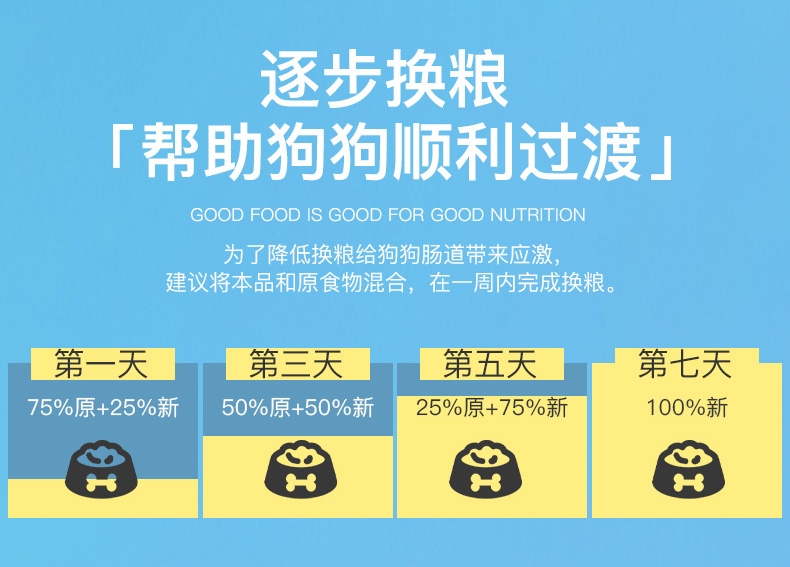 逐步换粮
「帮助狗狗顺利过渡」
GOOD FOOD IS GOOD FOR GOOD NUTRITION
为了降低换粮给狗狗肠道带来应激，
建议将本品和原食物混合，在一周内完成换粮。
第一天
75%原+25%新
第三天
50%原+50%新
第五天
25%原+75%新
第七天
100%新